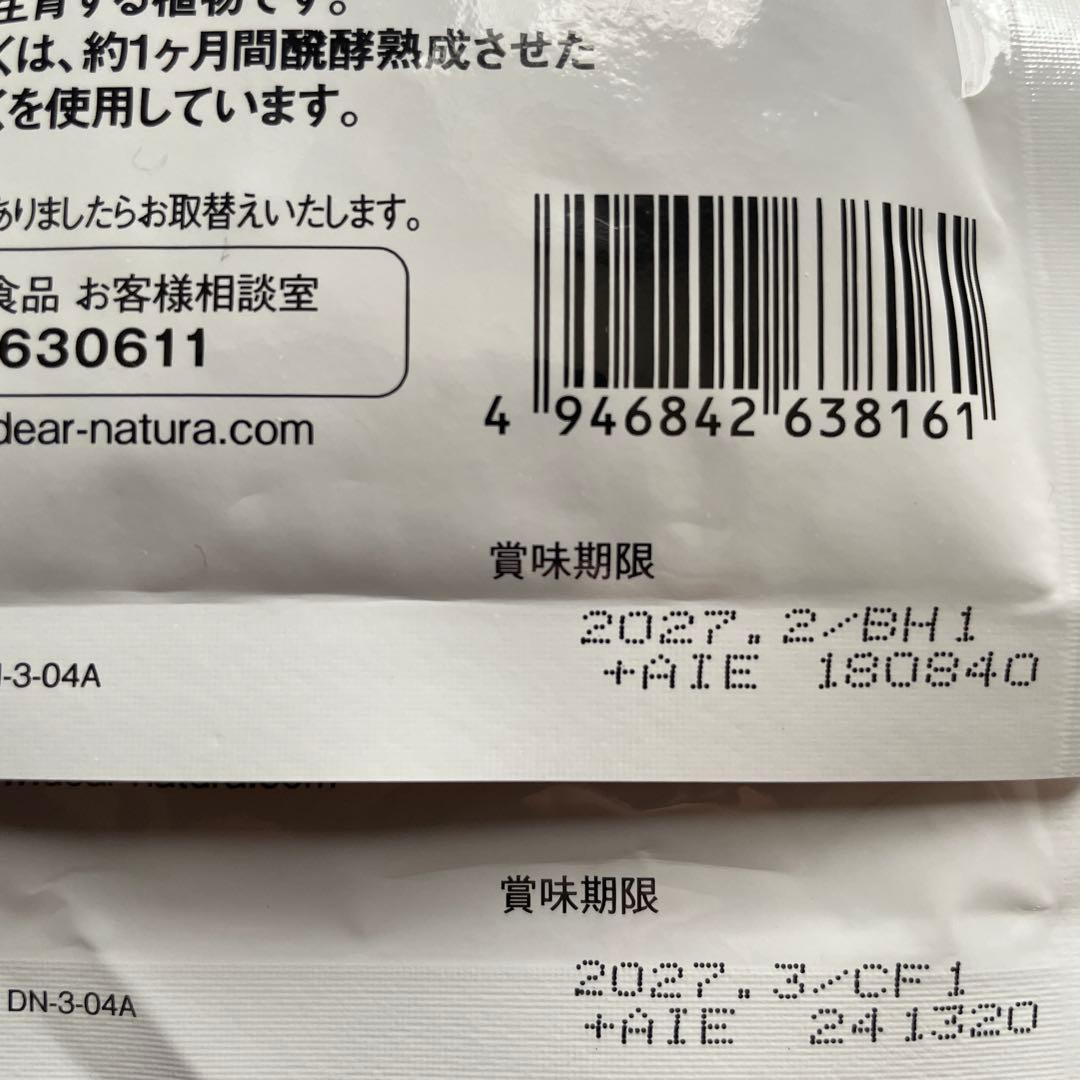 生育する植物です。
くは、約1ヶ月間醗酵熟成させた
くを使用しています。
ありましたらお取替えいたします。
食品 お客様相談室
630611
dear-natura.com
4 946842 638161
賞味期限
2027. 2/BH1
-3-04A
+AIE 180840
dear-natura.com
賞味期限
2027. 3/CF1
DN-3-04A
+AIE 241320